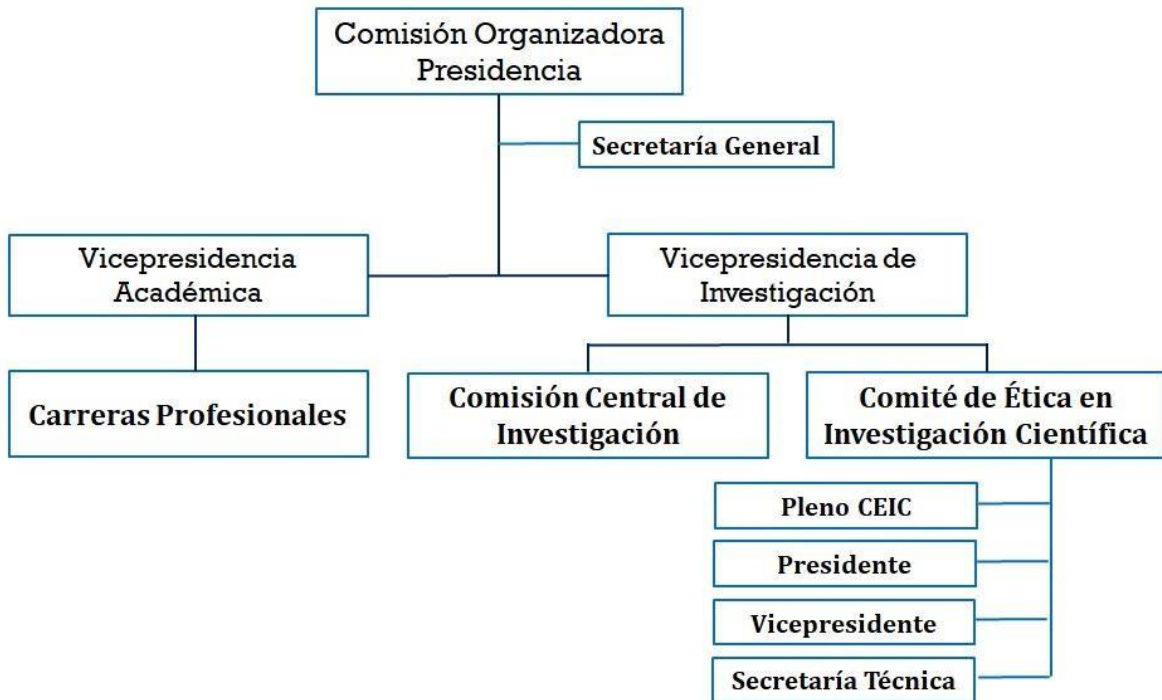 Comisión Organizadora
Presidencia
Secretaría General
Vicepresidencia
Académica
Vicepresidencia de
Investigación
Carreras Profesionales
Comisión Central de
Investigación
Comité de Ética en
Investigación Científica
Pleno CEIC
Presidente
Vicepresidente
Secretaría Técnica